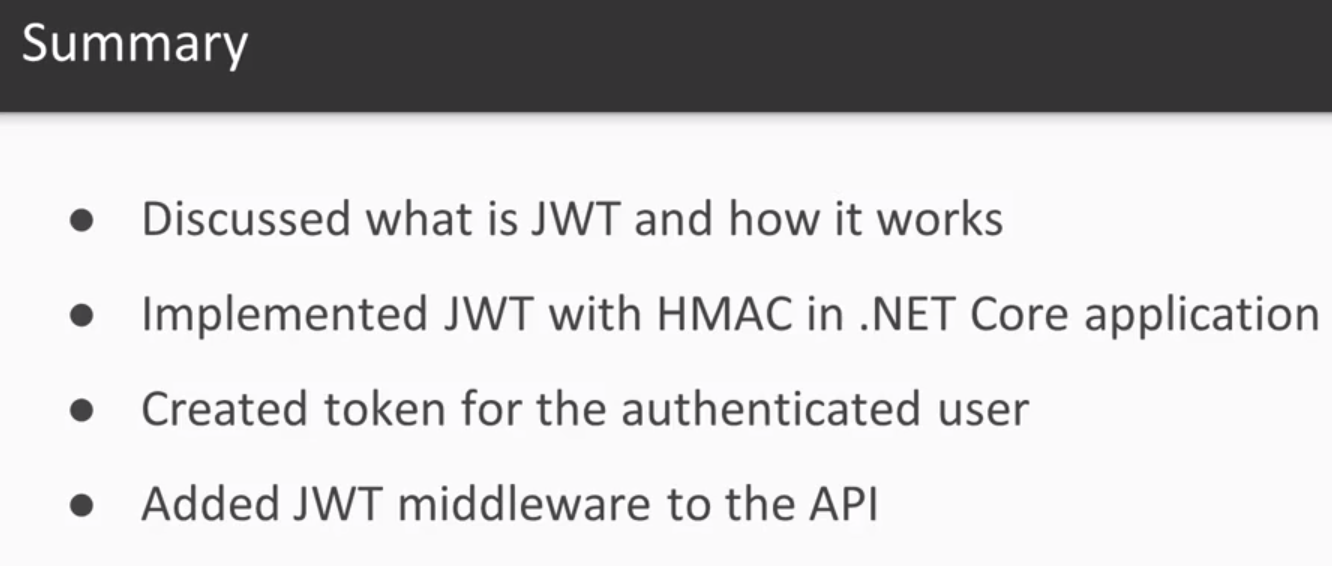 Summary
● Discussed what is JWT and how it works
● Implemented JWT with HMAC in .NET Core application
● Created token for the authenticated user
● Added JWT middleware to the API